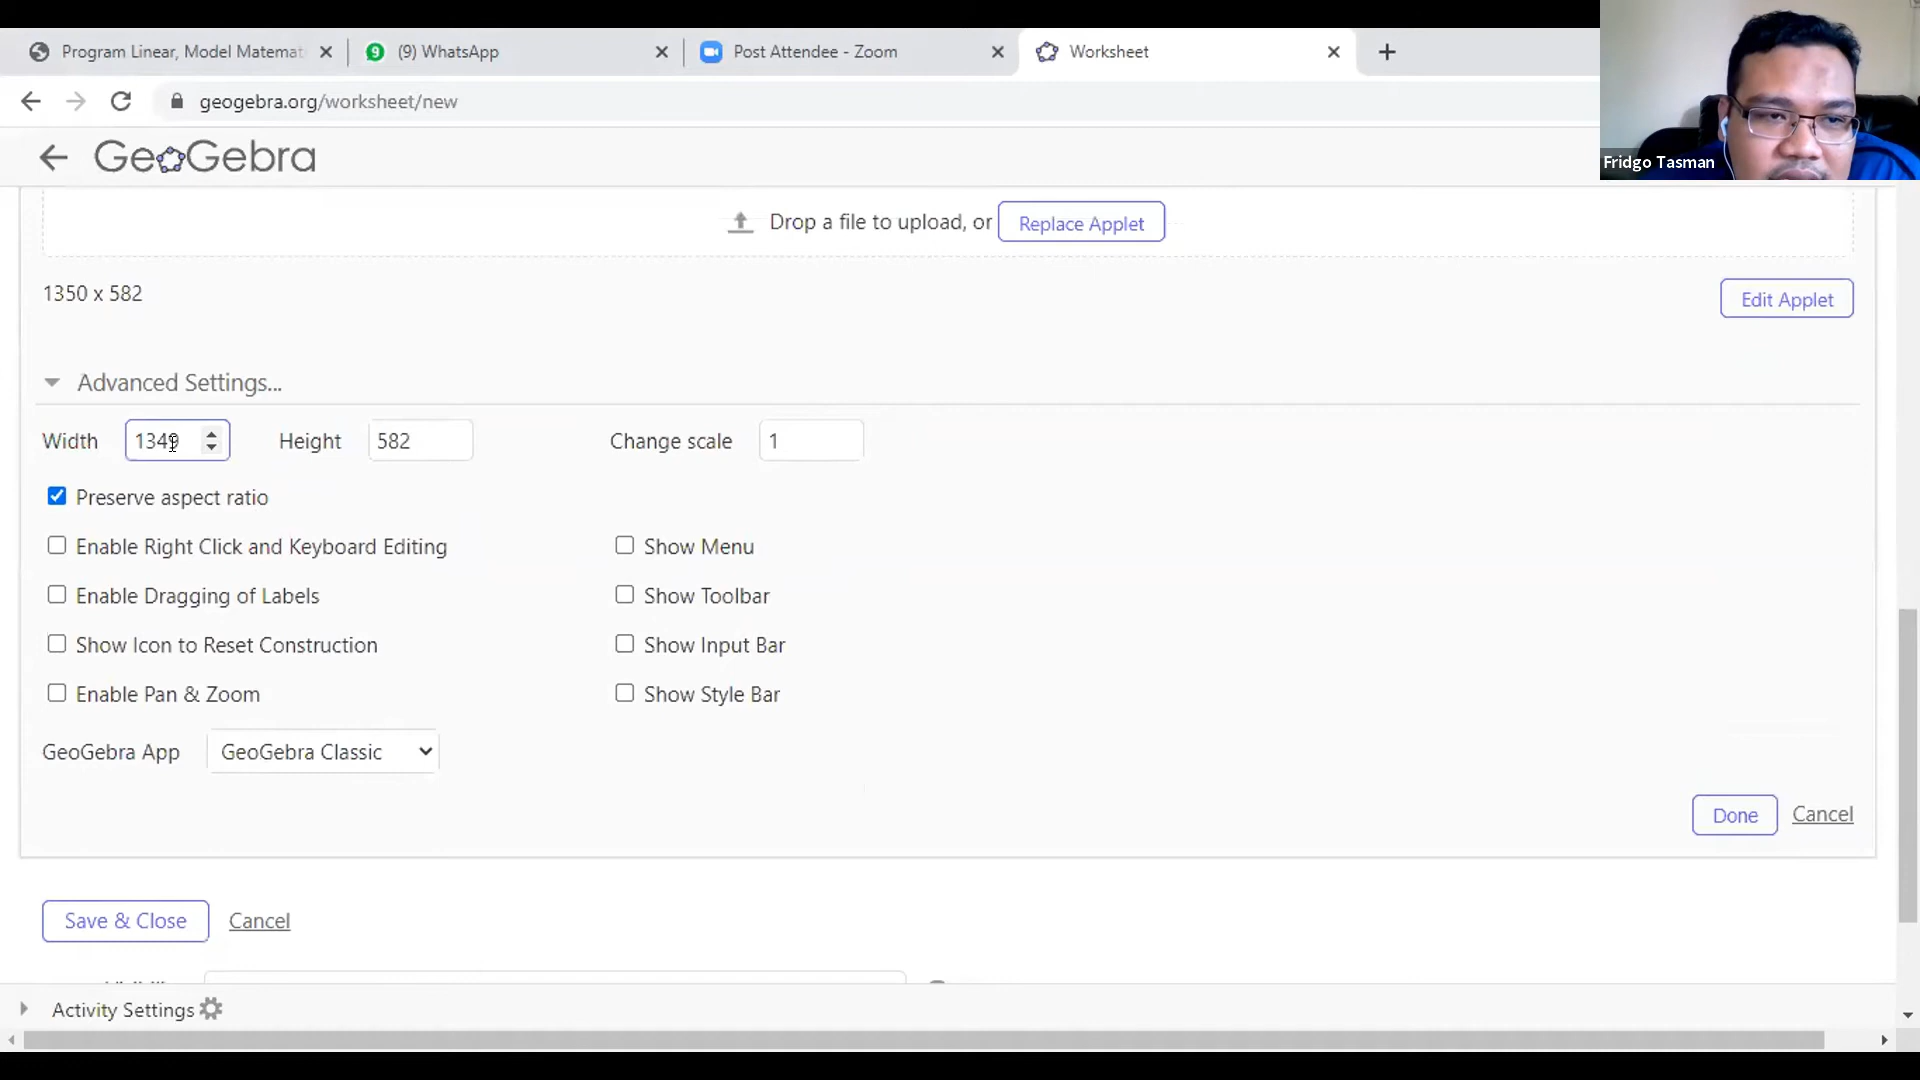 Program Linear, Model Matemat
(9) WhatsApp
Post Attendee - Zoom
Worksheet
geogebra.org/worksheet/new
Fridgo Tasman
GeoGebra
Drop a file to upload, or Replace Applet
1350 x 582
Edit Applet
Advanced Settings...
Width 1349 Height 582 Change scale 1
Preserve aspect ratio
Enable Right Click and Keyboard Editing
Show Menu
Enable Dragging of Labels
Show Toolbar
Show Icon to Reset Construction
Show Input Bar
Enable Pan & Zoom
Show Style Bar
GeoGebra App GeoGebra Classic
Done Cancel
Save & Close Cancel
Activity Settings